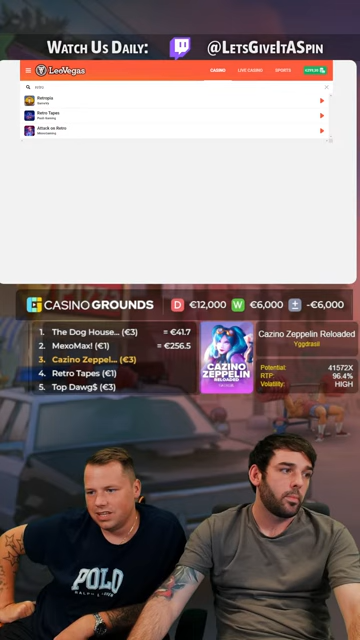 WATCH US DAILY: @LETSGIVEITASPIN
LeoVegas CASINO LIVE CASINO SPORTS
Retropia
Retro Tapes
Push Gaming
Attack on Retro
CASINO GROUNDS D €12,000 W €6,000 -€6,000
1. The Dog House... (€3) = €41.7
2. MexoMax! (€1) = €256.5
3. Cazino Zeppel... (€3)
4. Retro Tapes (€1)
5. Top Dawg$ (€3)
CAZINO
ZEPPELIN
RELOADED
Cazino Zeppelin Reloaded
Yggdrasil
Potential: 41572X
RTP: 96.4%
Volatility: HIGH
POLO